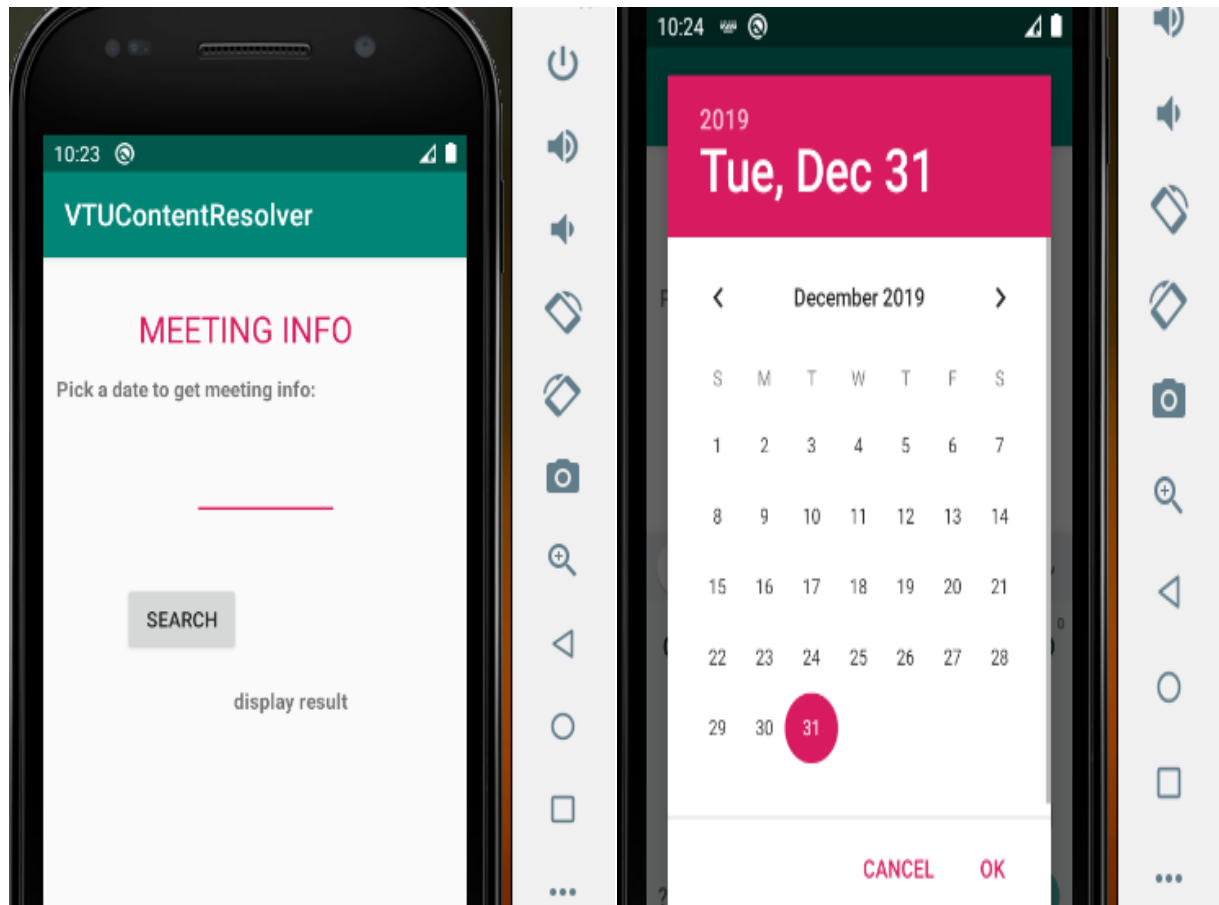 10:23
VTUContentResolver
MEETING INFO
Pick a date to get meeting info:
SEARCH
display result
10:24
2019
Tue, Dec 31
December 2019
S M T W T F S
1 2 3 4 5 6 7
8 9 10 11 12 13 14
15 16 17 18 19 20 21
22 23 24 25 26 27 28
29 30 31
CANCEL OK